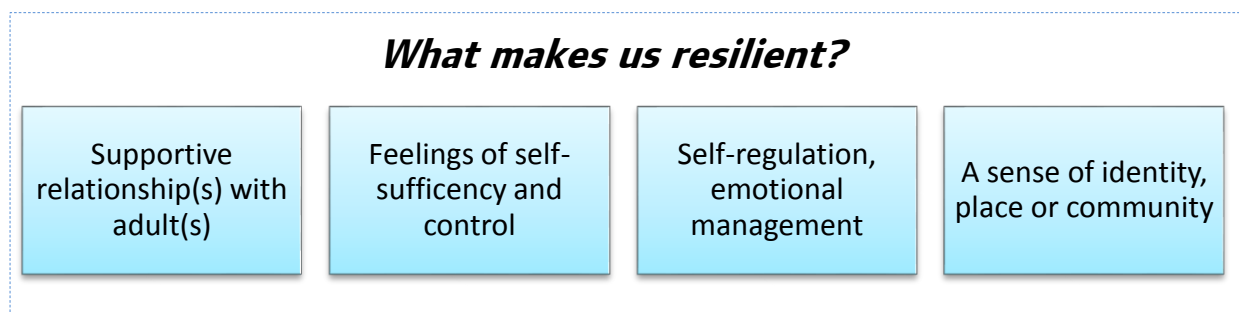 What makes us resilient?
Supportive
relationship(s) with
adult(s)
Feelings of self-
sufficency and
control
Self-regulation,
emotional
management
A sense of identity,
place or community